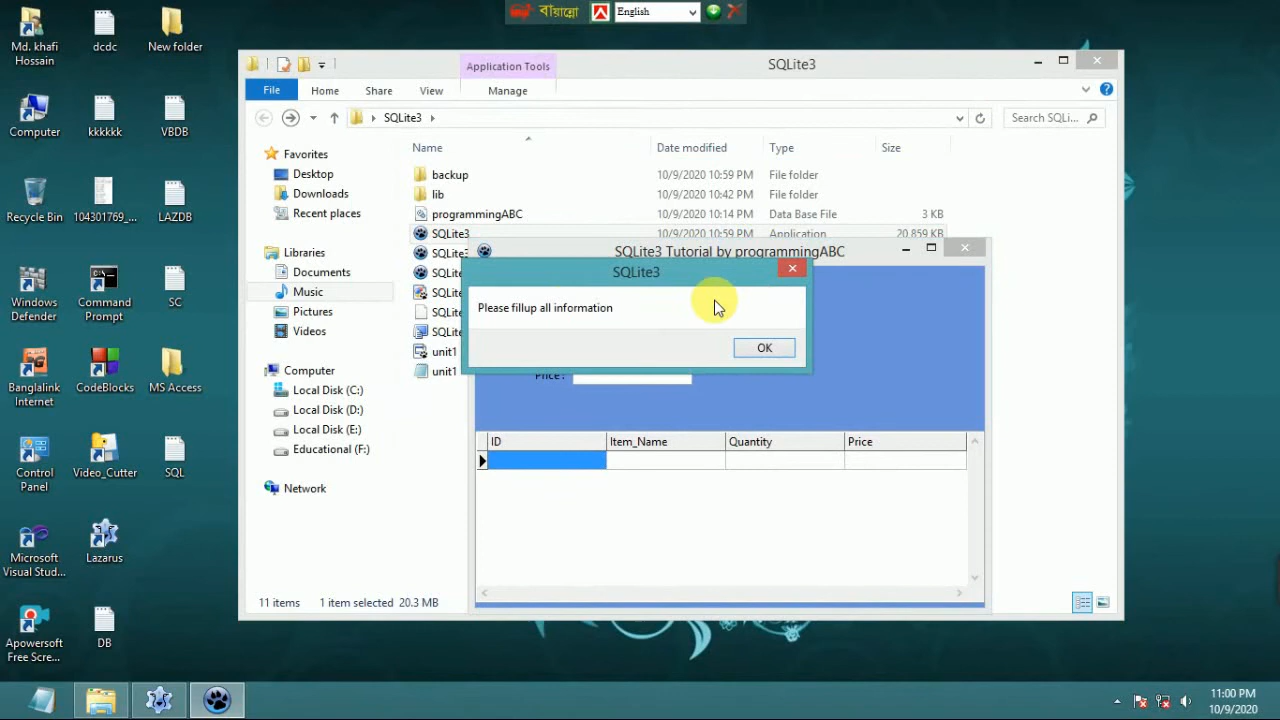 বায়ান্নো
English
Md. khafi
Hossain
dcdc
New folder
Computer
kkkkkk
VBDB
Recycle Bin
104301769_...
LAZDB
Windows
Defender
Command
Prompt
SC
Banglalink
Internet
CodeBlocks
MS Access
Control
Panel
Video_Cutter
SQL
Microsoft
Visual Stud...
Lazarus
Apowersoft
Free Scre...
DB
Application Tools
SQLite3
File
Home
Share
View
Manage
SQLite3
Search SQLi...
Name
Date modified
Type
Size
Favorites
Desktop
Downloads
Recent places
Libraries
Documents
Music
Pictures
Videos
Computer
Local Disk (C:)
Local Disk (D:)
Local Disk (E:)
Educational (F:)
Network
backup
10/9/2020 10:59 PM
File folder
lib
10/9/2020 10:42 PM
File folder
programmingABC
10/9/2020 10:14 PM
Data Base File
3 KB
SQLite3
10/9/2020 10:59 PM
Application
20,859 KB
SQLite
SQLite
SQLite
SQLite
SQLite
unit1
unit1
SQLite3 Tutorial by programmingABC
SQLite3
Please fillup all information
OK
Price :
ID
Item_Name
Quantity
Price
11 items
1 item selected 20.3 MB
11:00 PM
10/9/2020